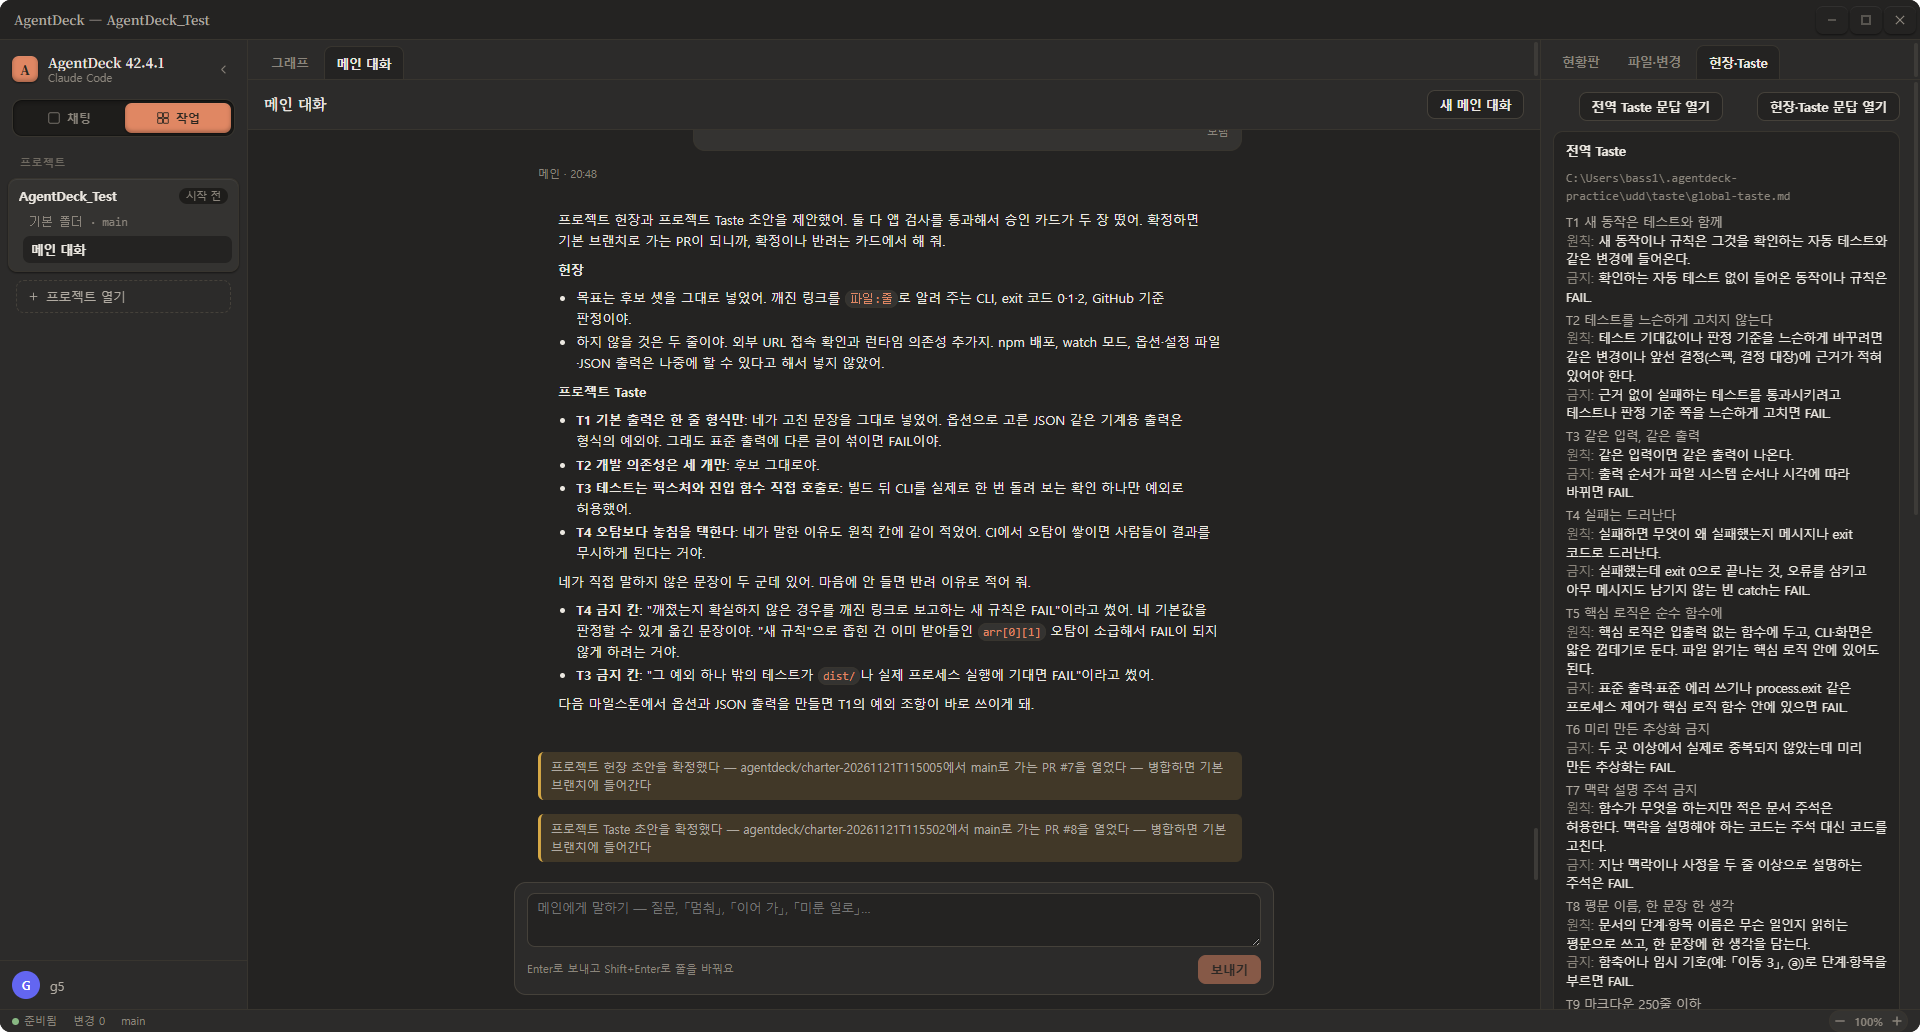 AgentDeck — AgentDeck_Test
A
AgentDeck 42.4.1
Claude Code
채팅
작업
프로젝트
AgentDeck_Test
시작 전
기본 폴더 · main
메인 대화
+ 프로젝트 열기
G
g5
준비됨
변경 0
main
그래프
메인 대화
메인 대화
새 메인 대화
메인 · 20:48
프로젝트 헌장과 프로젝트 Taste 초안을 제안했어. 둘 다 앱 검사를 통과해서 승인 카드가 두 장 떴어. 확정하면
기본 브랜치로 가는 PR이 되니까, 확정이나 반려는 카드에서 해 줘.
헌장
• 목표는 후보 셋을 그대로 넣었어. 깨진 링크를 파일:줄로 알려 주는 CLI, exit 코드 0·1·2, GitHub 기준
판정이야.
• 하지 않을 것은 두 줄이야. 외부 URL 접속 확인과 런타임 의존성 추가지. npm 배포, watch 모드, 옵션·설정 파일
·JSON 출력은 나중에 할 수 있다고 해서 넣지 않았어.
프로젝트 Taste
• T1 기본 출력은 한 줄 형식만: 네가 고친 문장을 그대로 넣었어. 옵션으로 고른 JSON 같은 기계용 출력은
형식의 예외야. 그래도 표준 출력에 다른 글이 섞이면 FAIL이야.
• T2 개발 의존성은 세 개만: 후보 그대로야.
• T3 테스트는 픽스처와 진입 함수 직접 호출로: 빌드 뒤 CLI를 실제로 한 번 돌려 보는 확인 하나만 예외로
허용했어.
• T4 오탐보다 놓침을 택한다: 네가 말한 이유도 원칙 칸에 같이 적었어. CI에서 오탐이 쌓이면 사람들이 결과를
무시하게 된다는 거야.
네가 직접 말하지 않은 문장이 두 군데 있어. 마음에 안 들면 반려 이유로 적어 줘.
• T4 금지 칸: "깨졌는지 확실하지 않은 경우를 깨진 링크로 보고하는 새 규칙은 FAIL"이라고 썼어. 네 기본값을
판정할 수 있게 옮긴 문장이야. "새 규칙"으로 좁힌 건 이미 받아들인 arr[0][1] 오탐이 소급해서 FAIL이 되지
않게 하려는 거야.
• T3 금지 칸: "그 예외 하나 밖의 테스트가 dist/나 실제 프로세스 실행에 기대면 FAIL"이라고 썼어.
다음 마일스톤에서 옵션과 JSON 출력을 만들면 T1의 예외 조항이 바로 쓰이게 돼.
프로젝트 헌장 초안을 확정했다 — agentdeck/charter-20261121T115005에서 main로 가는 PR #7을 열었다 — 병합하면 기본
브랜치에 들어간다
프로젝트 Taste 초안을 확정했다 — agentdeck/charter-20261121T115502에서 main로 가는 PR #8을 열었다 — 병합하면 기본
브랜치에 들어간다
메인에게 말하기 — 질문, 「멈춰」, 「이어 가」, 「미룬 일로」...
Enter로 보내고 Shift+Enter로 줄을 바꿔요
보내기
현황판
파일·변경
헌장·Taste
전역 Taste 문답 열기
헌장·Taste 문답 열기
전역 Taste
C:\Users\bass1\.agentdeck-
practice\udd\taste\global-taste.md
T1 새 동작은 테스트와 함께
원칙: 새 동작이나 규칙은 그것을 확인하는 자동 테스트와
같은 변경에 들어온다.
금지: 확인하는 자동 테스트 없이 들어온 동작이나 규칙은
FAIL.
T2 테스트를 느슨하게 고치지 않는다
원칙: 테스트 기대값이나 판정 기준을 느슨하게 바꾸려면
같은 변경이나 앞선 결정(스펙, 결정 대장)에 근거가 적혀
있어야 한다.
금지: 근거 없이 실패하는 테스트를 통과시키려고
테스트나 판정 기준 쪽을 느슨하게 고치면 FAIL.
T3 같은 입력, 같은 출력
원칙: 같은 입력이면 같은 출력이 나온다.
금지: 출력 순서가 파일 시스템 순서나 시각에 따라
바뀌면 FAIL.
T4 실패는 드러난다
원칙: 실패하면 무엇이 왜 실패했는지 메시지나 exit
코드로 드러난다.
금지: 실패했는데 exit 0으로 끝나는 것, 오류를 삼키고
아무 메시지도 남기지 않는 빈 catch는 FAIL.
T5 핵심 로직은 순수 함수에
원칙: 핵심 로직은 입출력 없는 함수에 두고, CLI·화면은
얇은 껍데기로 둔다. 파일 읽기는 핵심 로직 안에 있어도
된다.
금지: 표준 출력·표준 에러 쓰기나 process.exit 같은
프로세스 제어가 핵심 로직 함수 안에 있으면 FAIL.
T6 미리 만든 추상화 금지
금지: 두 곳 이상에서 실제로 중복되지 않았는데 미리
만든 추상화는 FAIL.
T7 맥락 설명 주석 금지
원칙: 함수가 무엇을 하는지만 적은 문서 주석은
허용한다. 맥락을 설명해야 하는 코드는 주석 대신 코드를
고친다.
금지: 지난 맥락이나 사정을 두 줄 이상으로 설명하는
주석은 FAIL.
T8 평문 이름, 한 문장 한 생각
원칙: 문서의 단계·항목 이름은 무슨 일인지 읽히는
평문으로 쓰고, 한 문장에 한 생각을 담는다.
금지: 함축어나 임시 기호(예: 「이동 3」, ⓐ)로 단계·항목을
부르면 FAIL.
T9 마크다운 250줄 이하
100%